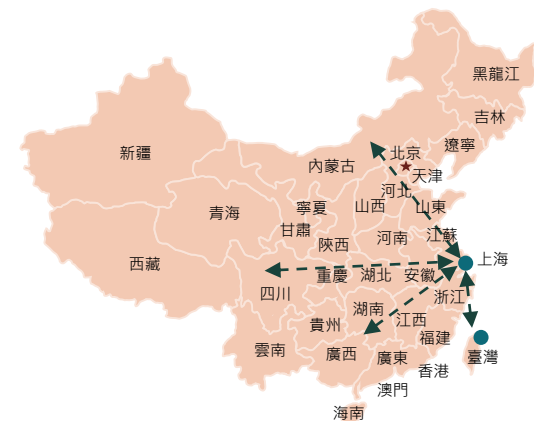 黑龍江
吉林
遼寧
北京
新疆
內蒙古
天津
河北
寧夏
山西
山東
青海
甘肅
陝西
河南
江蘇
上海
西藏
重慶
湖北
安徽
四川
浙江
湖南
貴州
江西
福建
雲南
廣西
廣東
臺灣
香港
澳門
海南